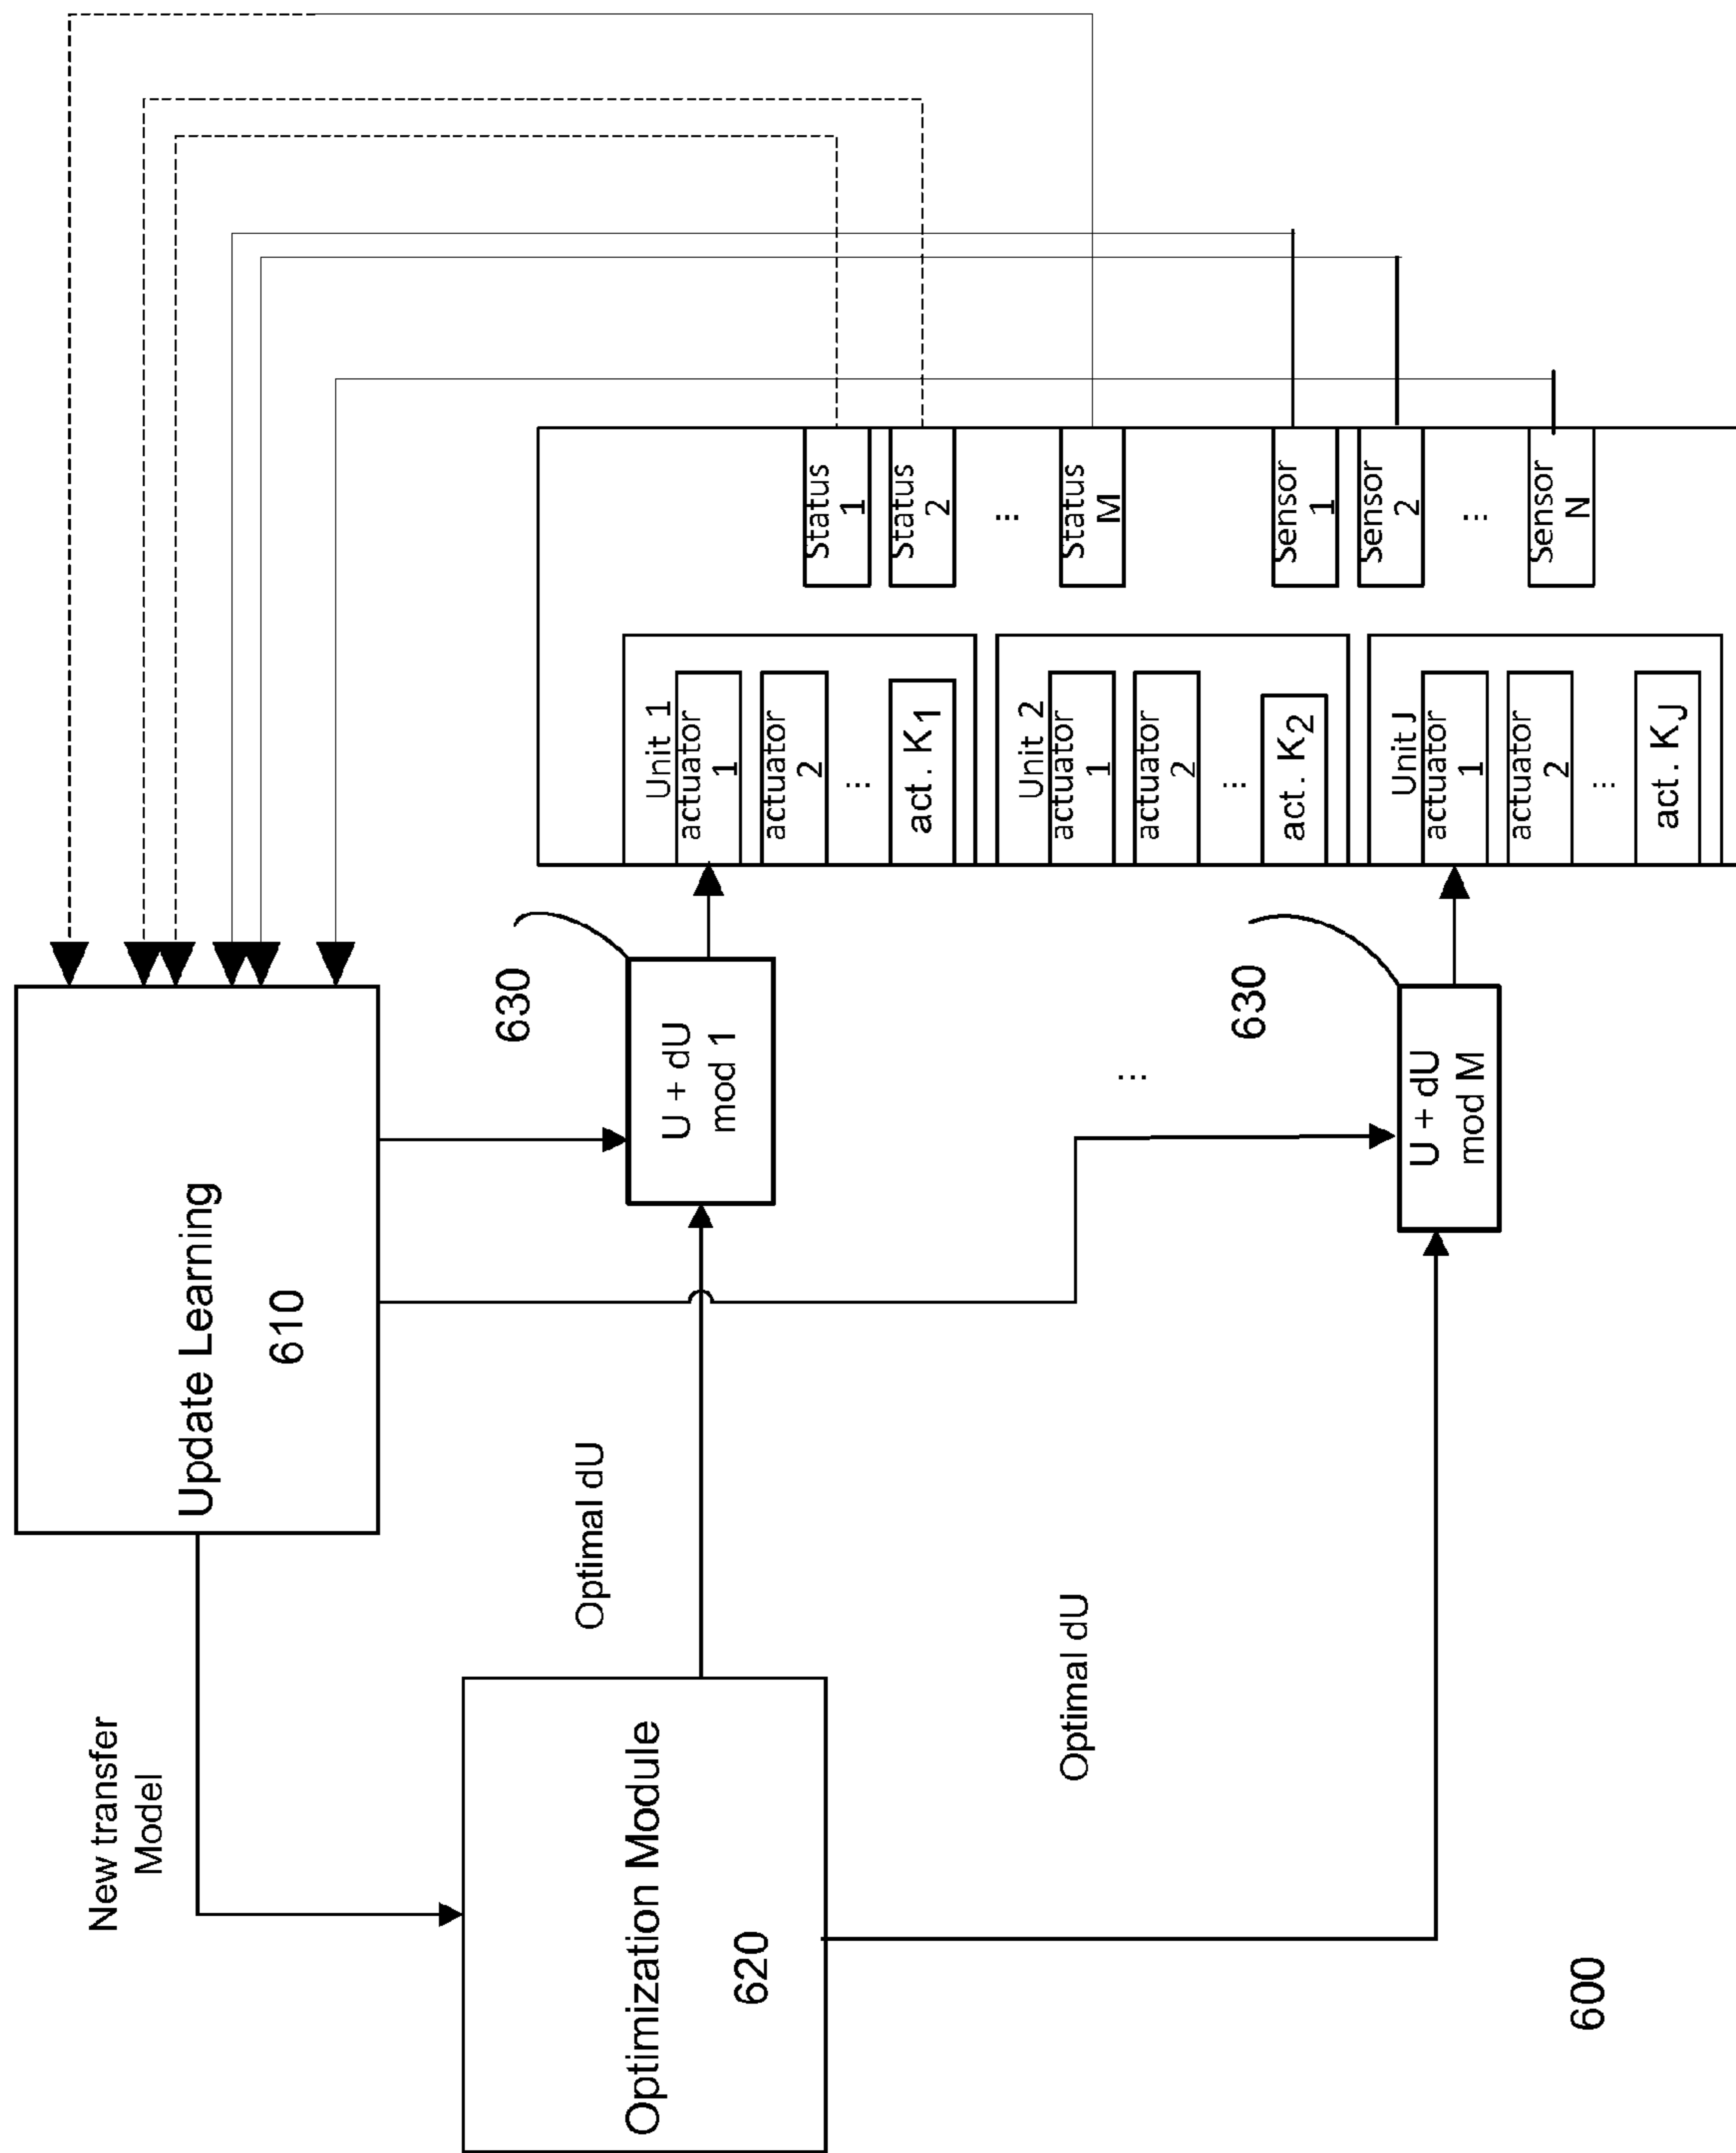 New transfer
Model
Update Learning
610
Optimization Module
620
Optimal dU
Optimal dU
630
U + dU
mod 1
...
630
U + dU
mod M
Unit 1
actuator
1
actuator
2
...
act . K1
Unit 2
actuator
1
actuator
2
...
act . K2
Unit J
actuator
1
actuator
2
...
act . KJ
Status
1
Status
2
...
Status
M
Sensor
1
Sensor
2
...
Sensor
N
600